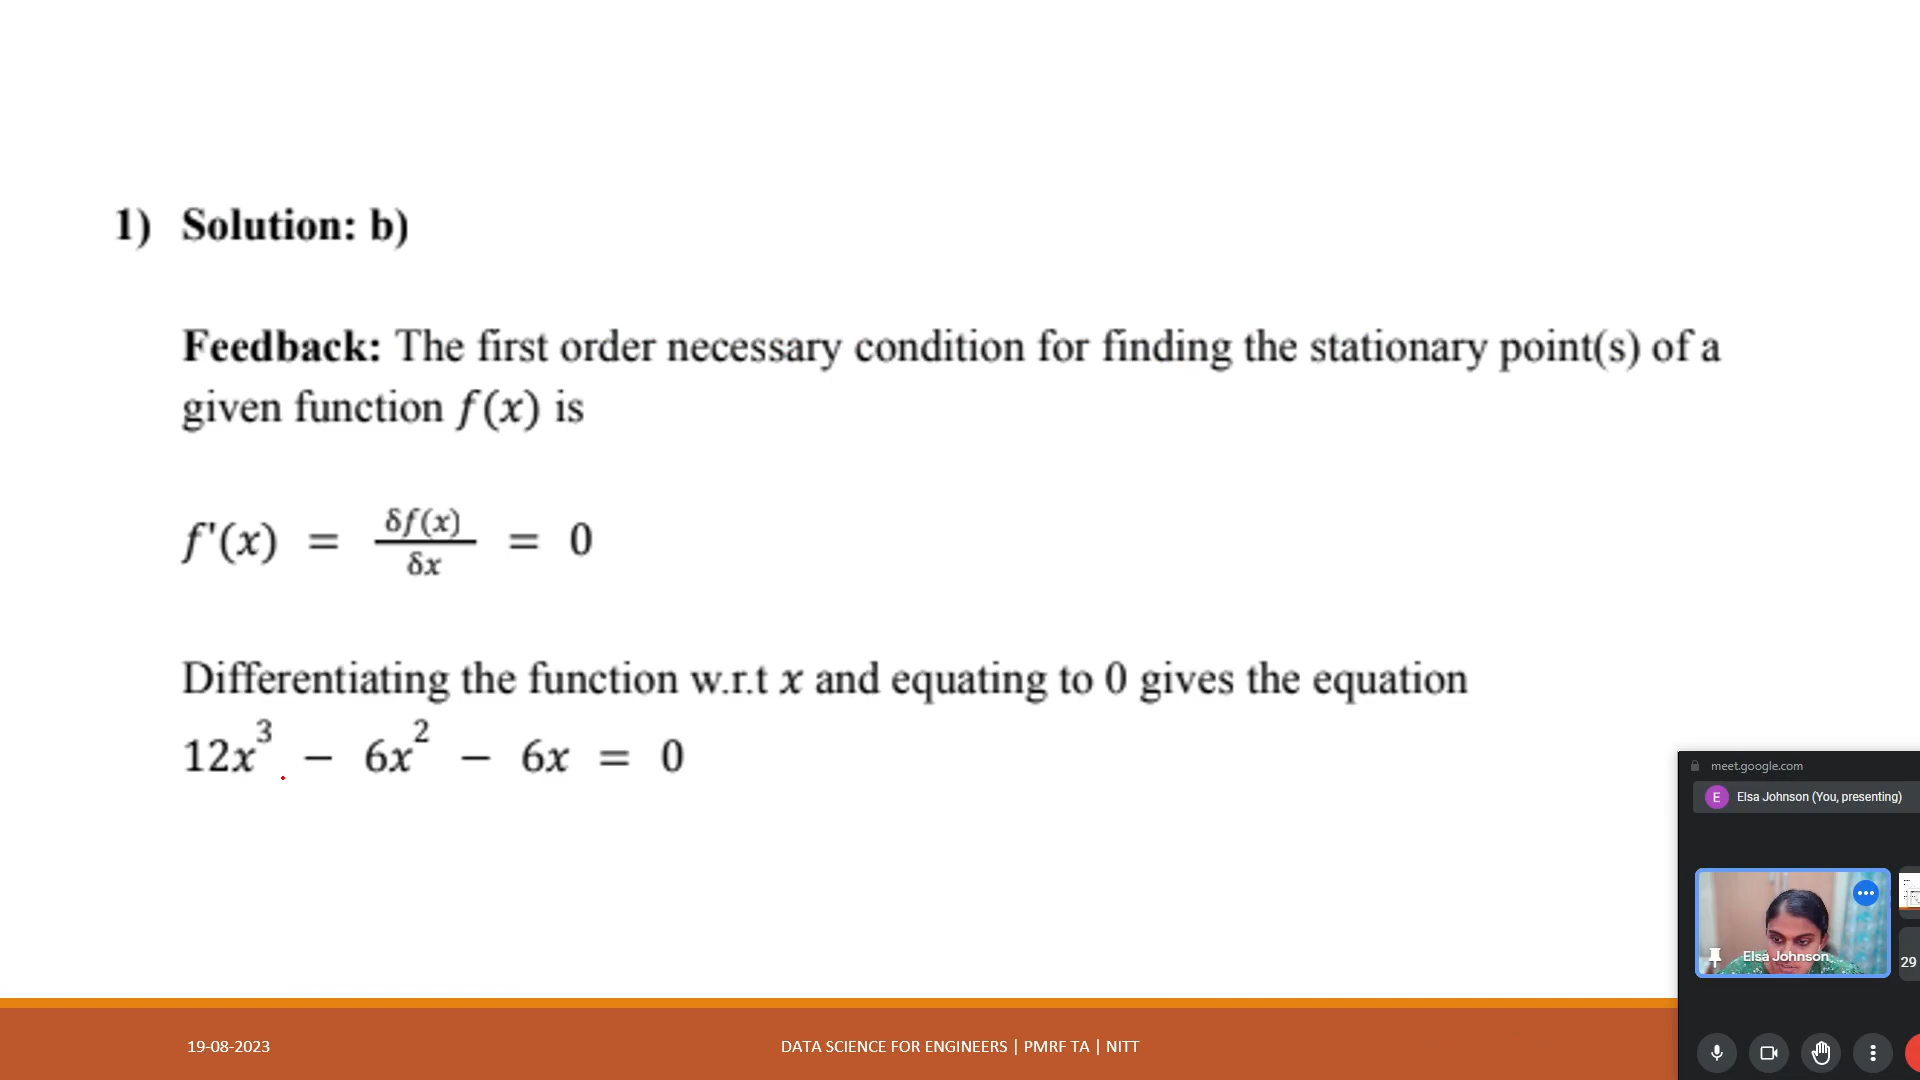 1) Solution: b)
Feedback: The first order necessary condition for finding the stationary point(s) of a
given function f(x) is
f'(x) = δf(x)/δx = 0
Differentiating the function w.r.t x and equating to 0 gives the equation
12x³ − 6x² − 6x = 0
meet.google.com
E Elsa Johnson (You, presenting)
Elsa Johnson
29
19-08-2023
DATA SCIENCE FOR ENGINEERS | PMRF TA | NITT